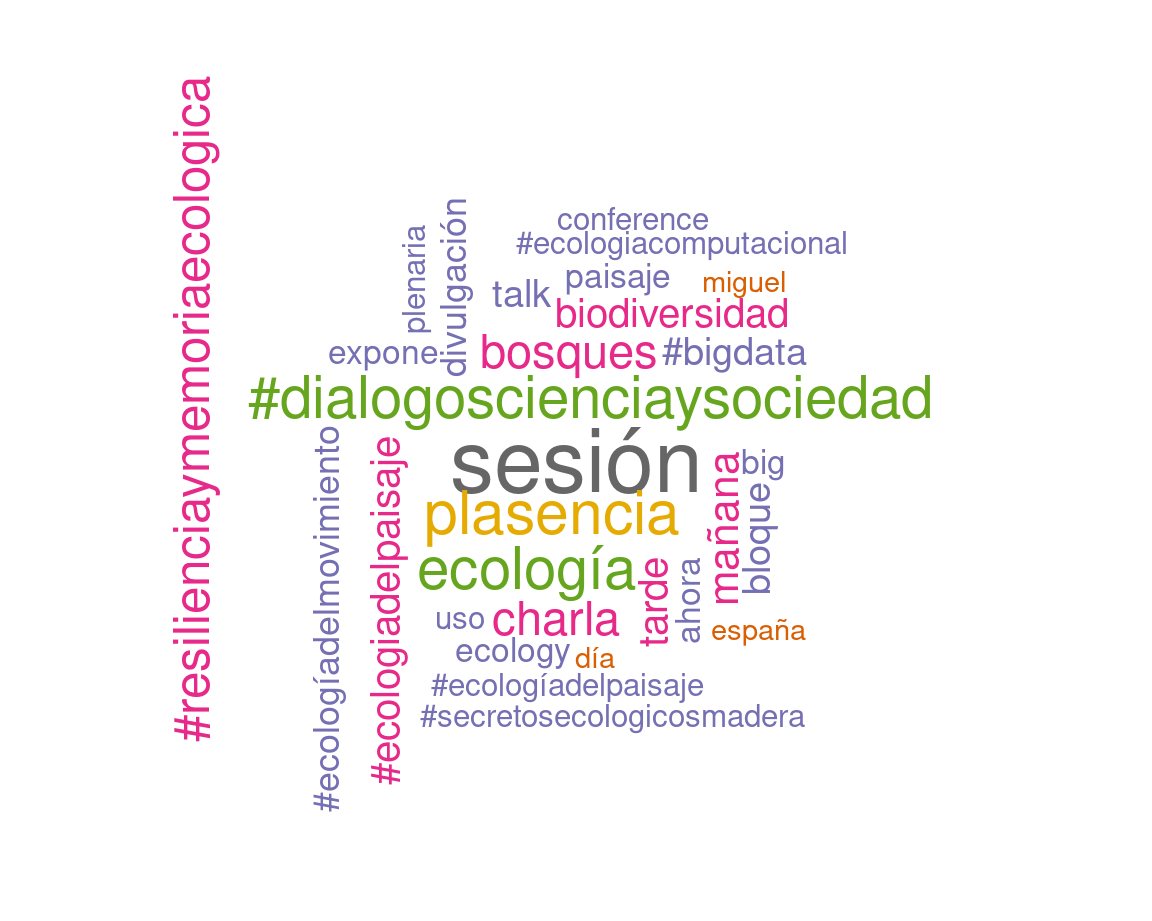 #resilienciaymemoriaecologica
conference
#ecologiacomputacional
plenaria
divulgación
talk
paisaje
miguel
biodiversidad
expone
bosques
#bigdata
#dialogoscienciaysociedad
#ecologíadelmovimiento
#ecologiadelpaisaje
sesión
mañana
big
plasencia
bloque
ecología
tarde
ahora
uso
charla
españa
ecology
día
#ecologíadelpaisaje
#secretosecologicosmadera